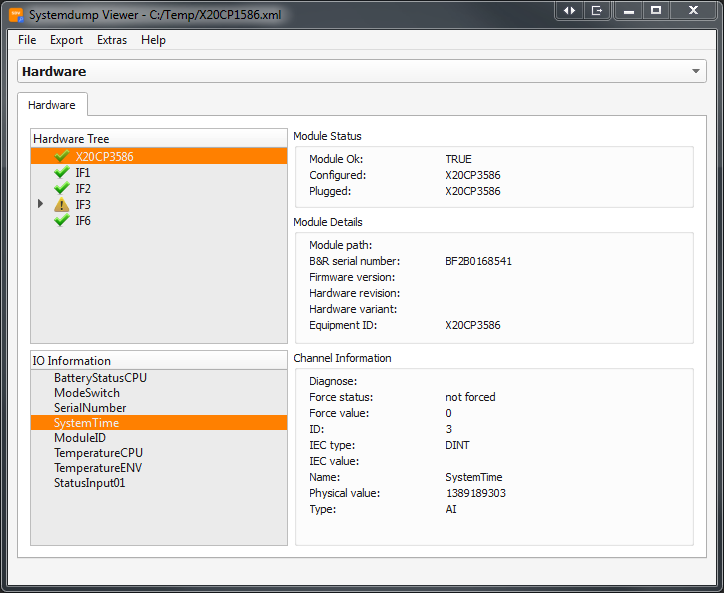 Systemdump Viewer - C:/Temp/X20CP1586.xml
File Export Extras Help
Hardware
Hardware
Hardware Tree
X20CP3586
IF1
IF2
IF3
IF6
Module Status
Module Ok: TRUE
Configured: X20CP3586
Plugged: X20CP3586
Module Details
Module path:
B&R serial number: BF2B0168541
Firmware version:
Hardware revision:
Hardware variant:
Equipment ID: X20CP3586
IO Information
BatteryStatusCPU
ModeSwitch
SerialNumber
SystemTime
ModuleID
TemperatureCPU
TemperatureENV
StatusInput01
Channel Information
Diagnose:
Force status: not forced
Force value: 0
ID: 3
IEC type: DINT
IEC value:
Name: SystemTime
Physical value: 1389189303
Type: AI